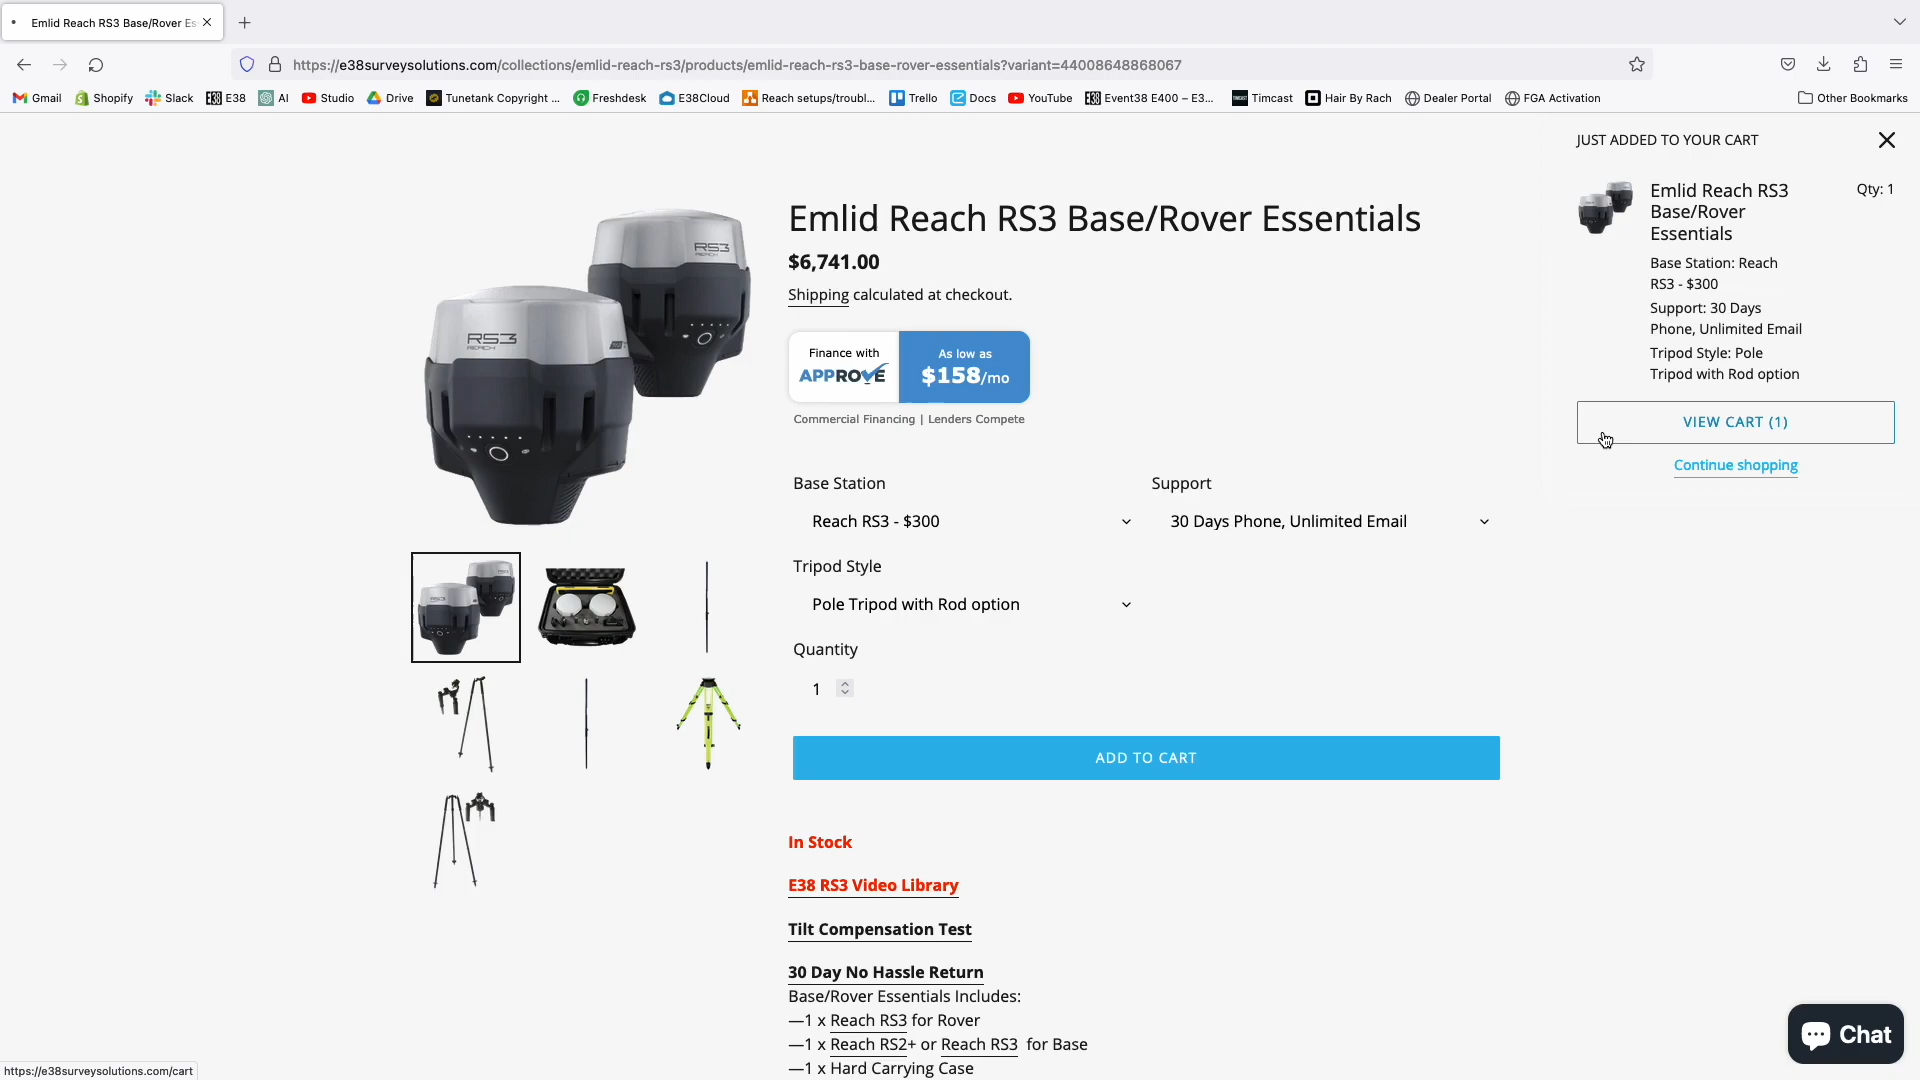 Emlid Reach RS3 Base/Rover Es
https://e38surveysolutions.com/collections/emlid-reach-rs3/products/emlid-reach-rs3-base-rover-essentials?variant=44008648868067
Gmail Shopify Slack E38 AI Studio Drive Tunetank Copyright ... Freshdesk E38Cloud Reach setups/troubl... Trello Docs YouTube Event38 E400 – E3... Timcast Hair By Rach Dealer Portal FGA Activation Other Bookmarks
JUST ADDED TO YOUR CART
Emlid Reach RS3 Base/Rover Essentials
$6,741.00
Shipping calculated at checkout.
Finance with
APPROVE
As low as
$158/mo
Commercial Financing | Lenders Compete
Base Station
Support
Reach RS3 - $300
30 Days Phone, Unlimited Email
Tripod Style
Pole Tripod with Rod option
Quantity
1
ADD TO CART
In Stock
E38 RS3 Video Library
Tilt Compensation Test
30 Day No Hassle Return
Base/Rover Essentials Includes:
—1 x Reach RS3 for Rover
—1 x Reach RS2+ or Reach RS3 for Base
—1 x Hard Carrying Case
RS3
REACH
RS3
REACH
Emlid Reach RS3
Base/Rover
Essentials
Qty: 1
Base Station: Reach
RS3 - $300
Support: 30 Days
Phone, Unlimited Email
Tripod Style: Pole
Tripod with Rod option
VIEW CART (1)
Continue shopping
Chat
https://e38surveysolutions.com/cart